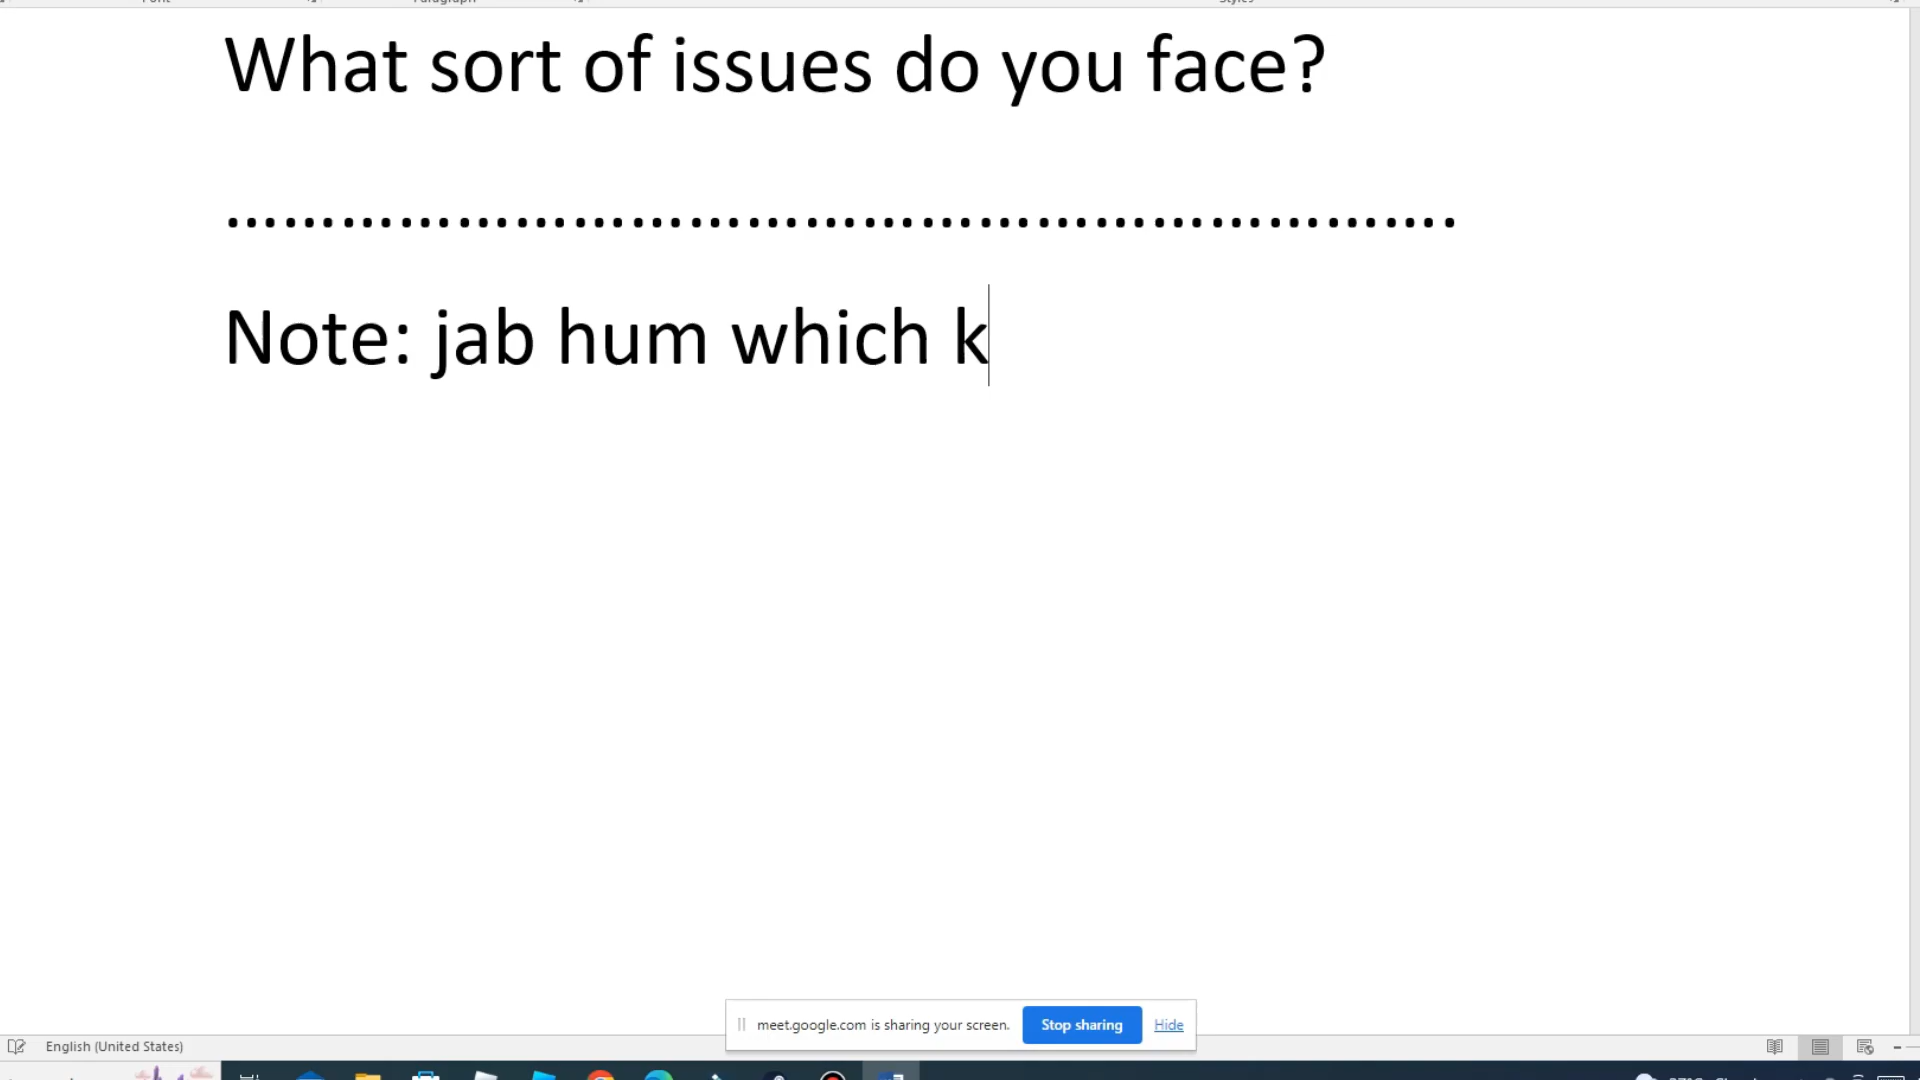 What sort of issues do you face?
…………………………………………………………….
Note: jab hum which k
meet.google.com is sharing your screen.
Stop sharing
Hide
English (United States)